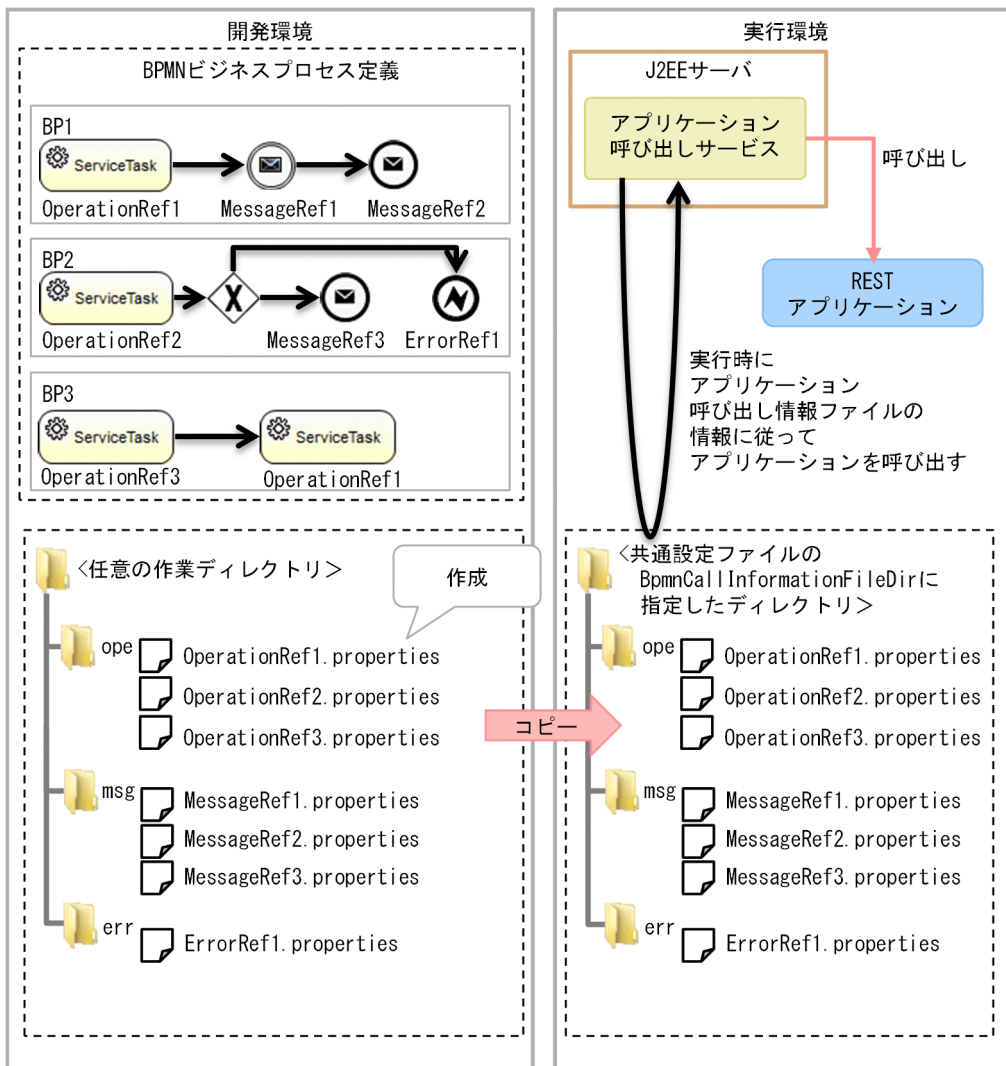 開発環境
BPMNビジネスプロセス定義
BP1
ServiceTask
OperationRef1
MessageRef1
MessageRef2
BP2
ServiceTask
X
OperationRef2
MessageRef3
ErrorRef1
BP3
ServiceTask
ServiceTask
OperationRef3
OperationRef1
<任意の作業ディレクトリ>
作成
ope
OperationRef1.properties
OperationRef2.properties
OperationRef3.properties
msg
MessageRef1.properties
MessageRef2.properties
MessageRef3.properties
err
ErrorRef1.properties
コピー
実行環境
J2EEサーバ
アプリケーション
呼び出しサービス
呼び出し
REST
アプリケーション
実行時に
アプリケーション
呼び出し情報ファイルの
情報に従って
アプリケーションを呼び出す
<共通設定ファイルの
BpmnCallInformationFileDirに
指定したディレクトリ>
ope
OperationRef1.properties
OperationRef2.properties
OperationRef3.properties
msg
MessageRef1.properties
MessageRef2.properties
MessageRef3.properties
err
ErrorRef1.properties